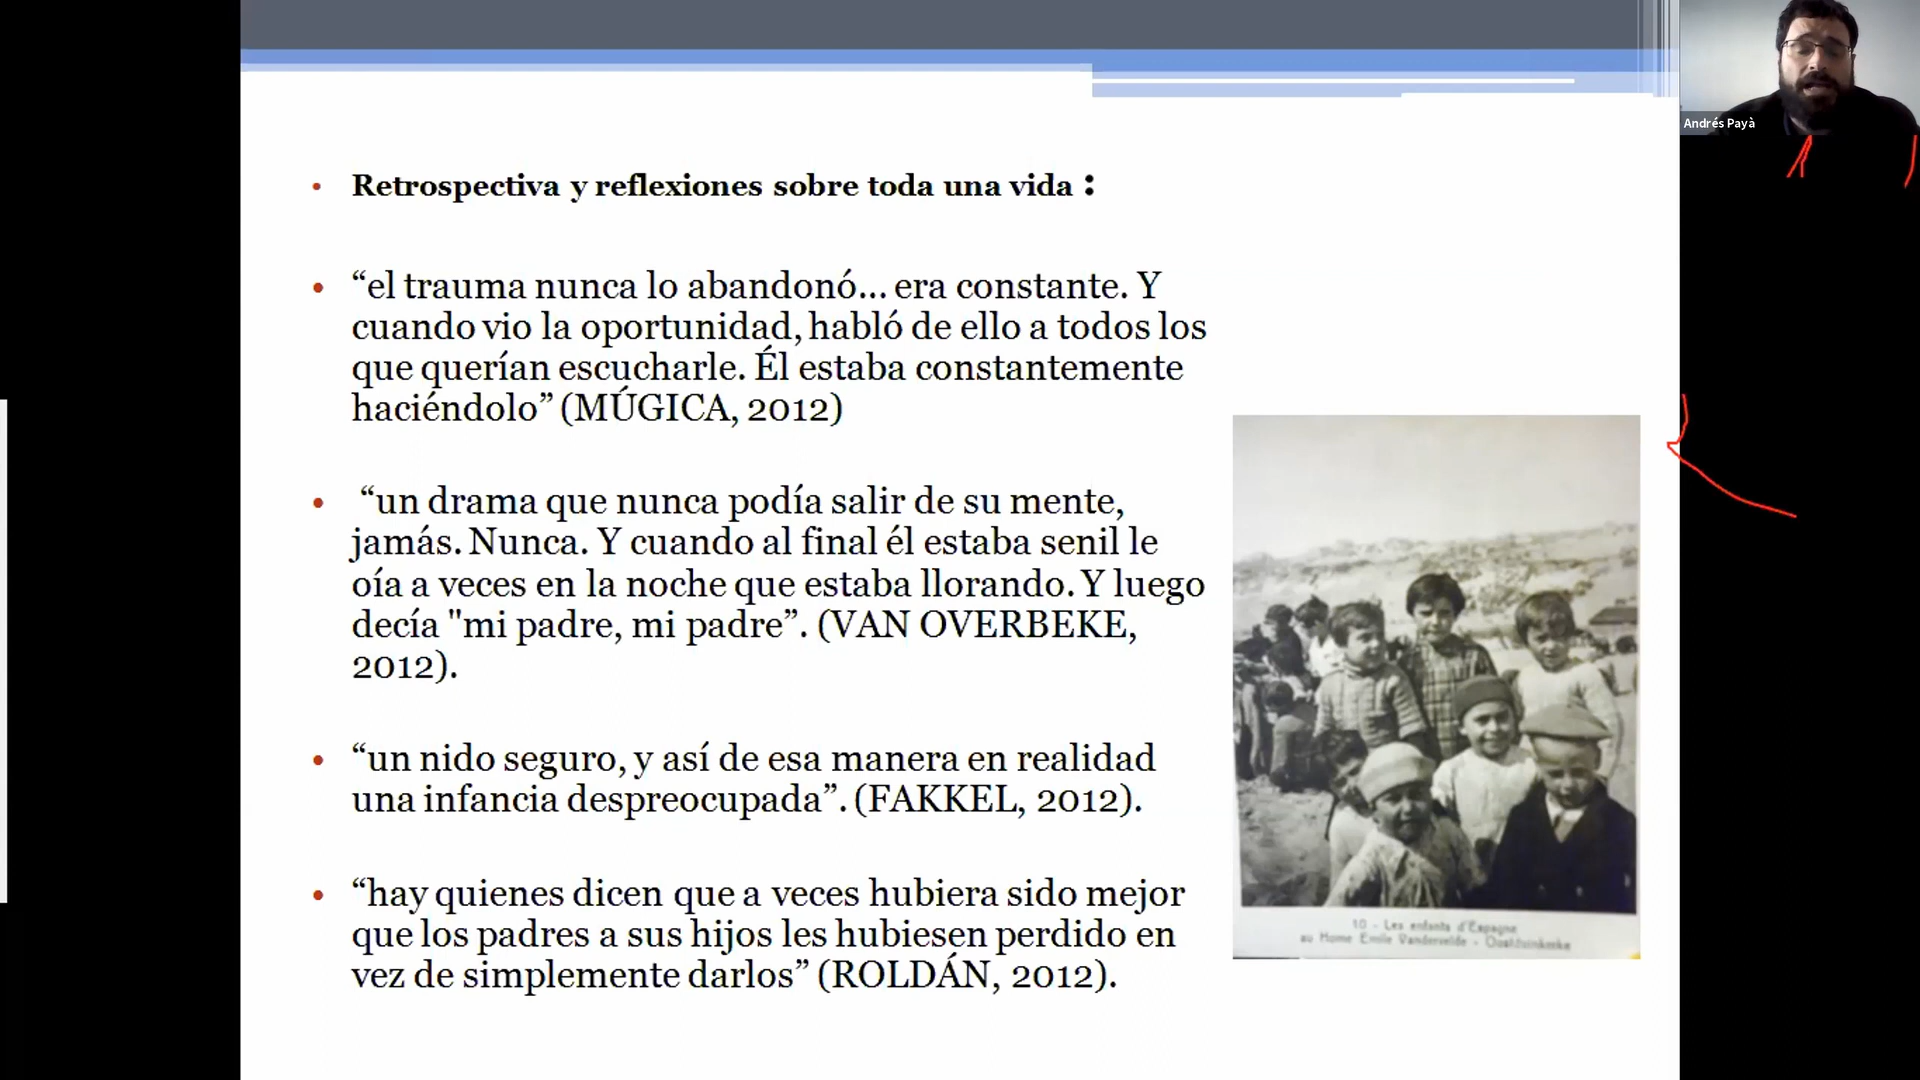 Andrés Payà
Retrospectiva y reflexiones sobre toda una vida :
“el trauma nunca lo abandonó... era constante. Y
cuando vio la oportunidad, habló de ello a todos los
que querían escucharle. Él estaba constantemente
haciéndolo” (MÚGICA, 2012)
“un drama que nunca podía salir de su mente,
jamás. Nunca. Y cuando al final él estaba senil le
oía a veces en la noche que estaba llorando. Y luego
decía "mi padre, mi padre”. (VAN OVERBEKE,
2012).
“un nido seguro, y así de esa manera en realidad
una infancia despreocupada”. (FAKKEL, 2012).
“hay quienes dicen que a veces hubiera sido mejor
que los padres a sus hijos les hubiesen perdido en
vez de simplemente darlos” (ROLDÁN, 2012).
10 - Les enfants d'Espagne
au Home Emile Vandervelde -